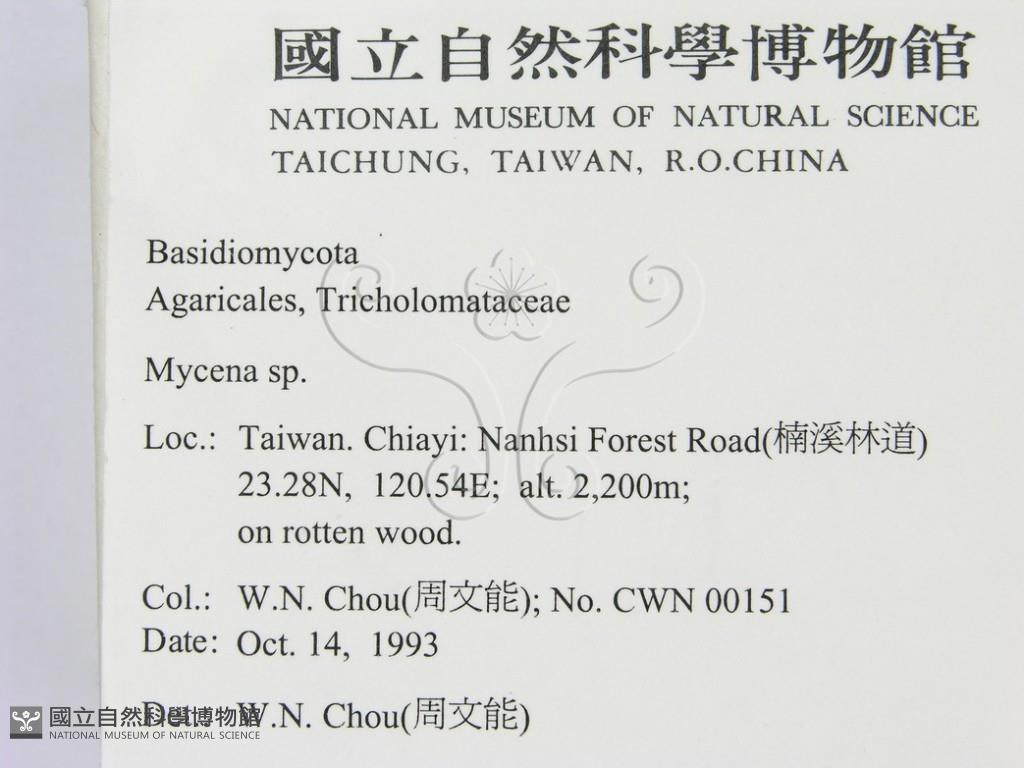 國立自然科學博物館
NATIONAL MUSEUM OF NATURAL SCIENCE
TAICHUNG, TAIWAN, R.O.CHINA
Basidiomycota
Agaricales, Tricholomataceae
Mycena sp.
Loc.: Taiwan. Chiayi: Nanhsi Forest Road(楠溪林道)
23.28N, 120.54E; alt. 2,200m;
on rotten wood.
Col.: W.N. Chou(周文能); No. CWN 00151
Date: Oct. 14, 1993
W.N. Chou(周文能)
國立自然科學博物館
NATIONAL MUSEUM OF NATURAL SCIENCE